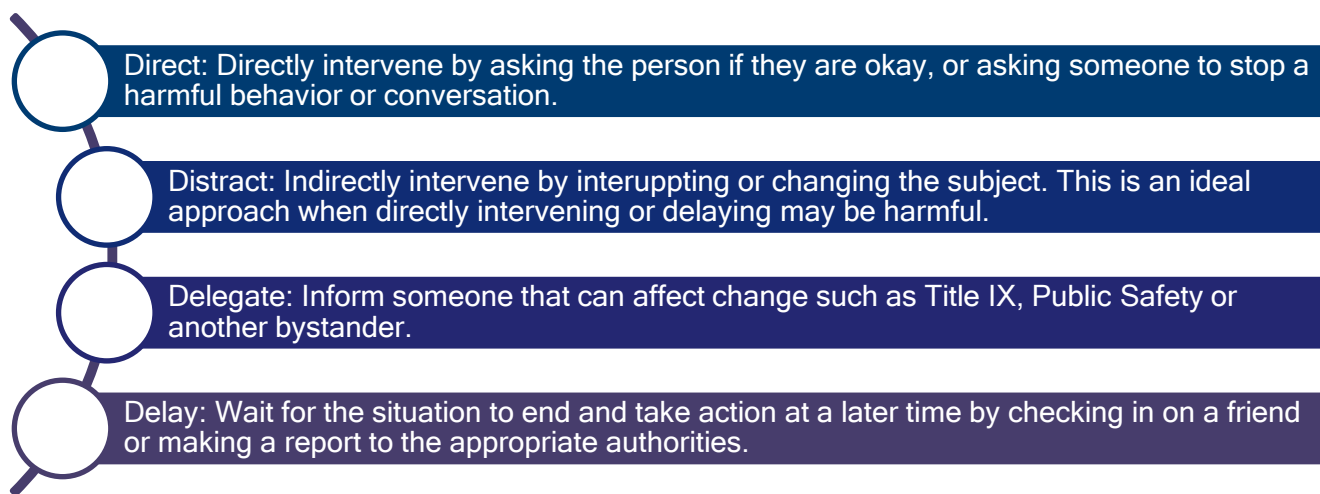 Direct: Directly intervene by asking the person if they are okay, or asking someone to stop a
harmful behavior or conversation.
Distract: Indirectly intervene by interuppting or changing the subject. This is an ideal
approach when directly intervening or delaying may be harmful.
Delegate: Inform someone that can affect change such as Title IX, Public Safety or
another bystander.
Delay: Wait for the situation to end and take action at a later time by checking in on a friend
or making a report to the appropriate authorities.